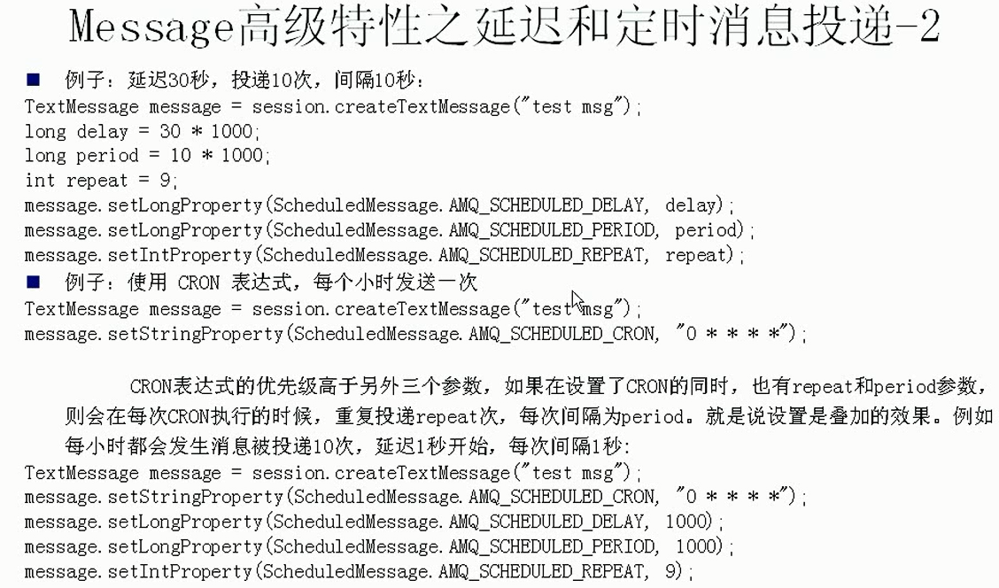 Message高级特性之延迟和定时消息投递-2
■ 例子：延迟30秒，投递10次，间隔10秒：
TextMessage message = session.createTextMessage("test msg");
long delay = 30 * 1000;
long period = 10 * 1000;
int repeat = 9;
message.setLongProperty(ScheduledMessage.AMQ_SCHEDULED_DELAY, delay);
message.setLongProperty(ScheduledMessage.AMQ_SCHEDULED_PERIOD, period);
message.setIntProperty(ScheduledMessage.AMQ_SCHEDULED_REPEAT, repeat);
■ 例子：使用 CRON 表达式，每个小时发送一次
TextMessage message = session.createTextMessage("test msg");
message.setStringProperty(ScheduledMessage.AMQ_SCHEDULED_CRON, "0 * * * *");
CRON表达式的优先级高于另外三个参数，如果在设置了CRON的同时，也有repeat和period参数，
则会在每次CRON执行的时候，重复投递repeat次，每次间隔为period。就是说设置是叠加的效果。例如
每小时都会发生消息被投递10次，延迟1秒开始，每次间隔1秒:
TextMessage message = session.createTextMessage("test msg");
message.setStringProperty(ScheduledMessage.AMQ_SCHEDULED_CRON, "0 * * * *");
message.setLongProperty(ScheduledMessage.AMQ_SCHEDULED_DELAY, 1000);
message.setLongProperty(ScheduledMessage.AMQ_SCHEDULED_PERIOD, 1000);
message.setIntProperty(ScheduledMessage.AMQ_SCHEDULED_REPEAT, 9);